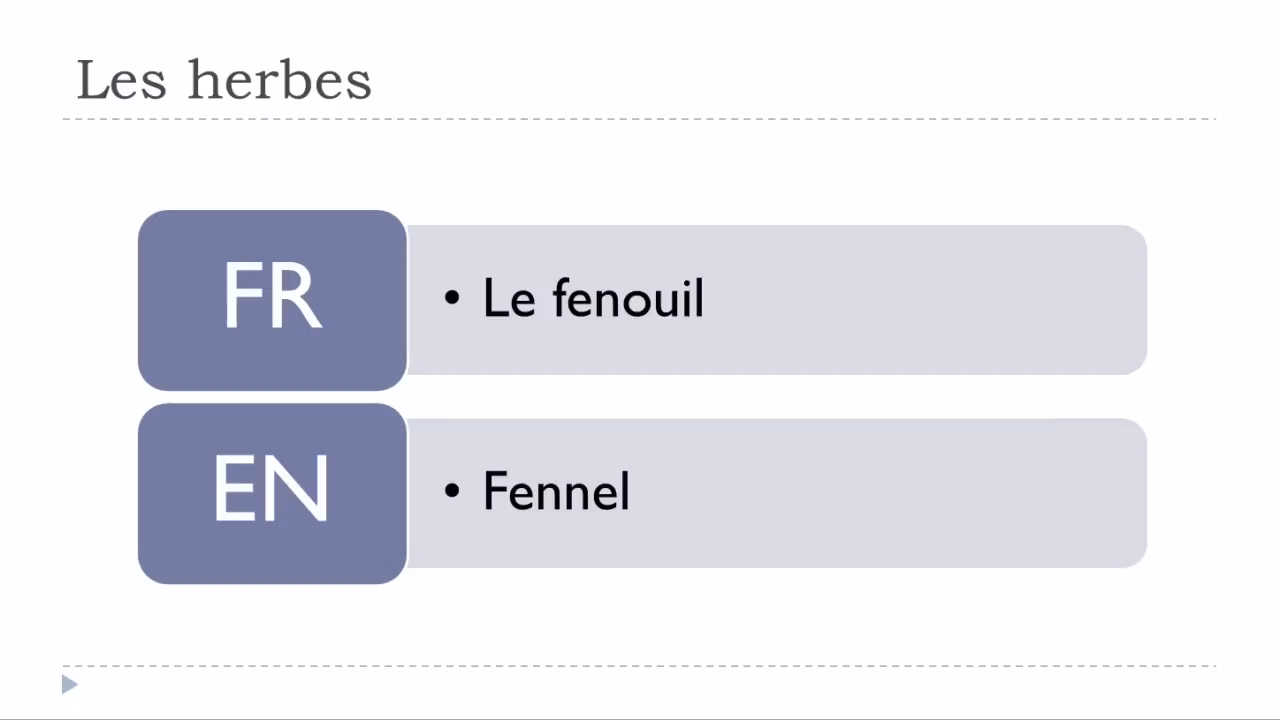 Les herbes
FR
• Le fenouil
EN
• Fennel